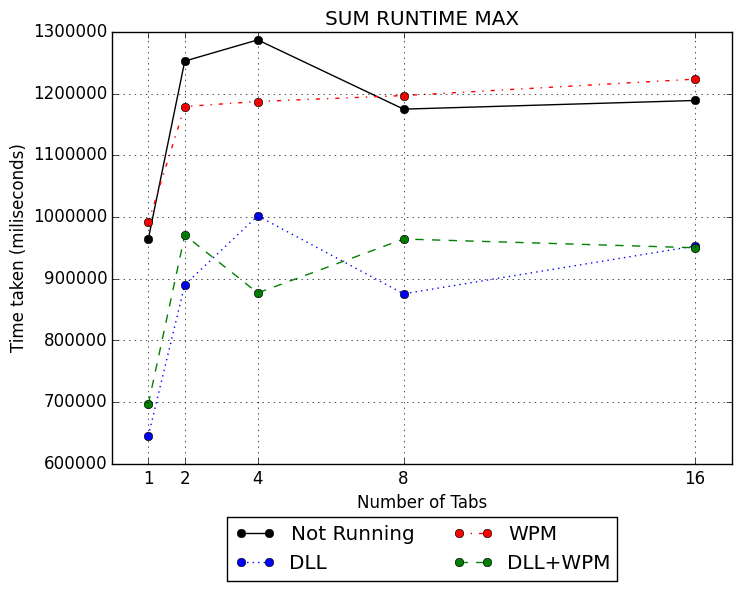 SUM RUNTIME MAX
1300000
1200000
1100000
1000000
900000
800000
700000
600000
Time taken (miliseconds)
1 2 4 8 16
Number of Tabs
Not Running WPM
DLL DLL+WPM